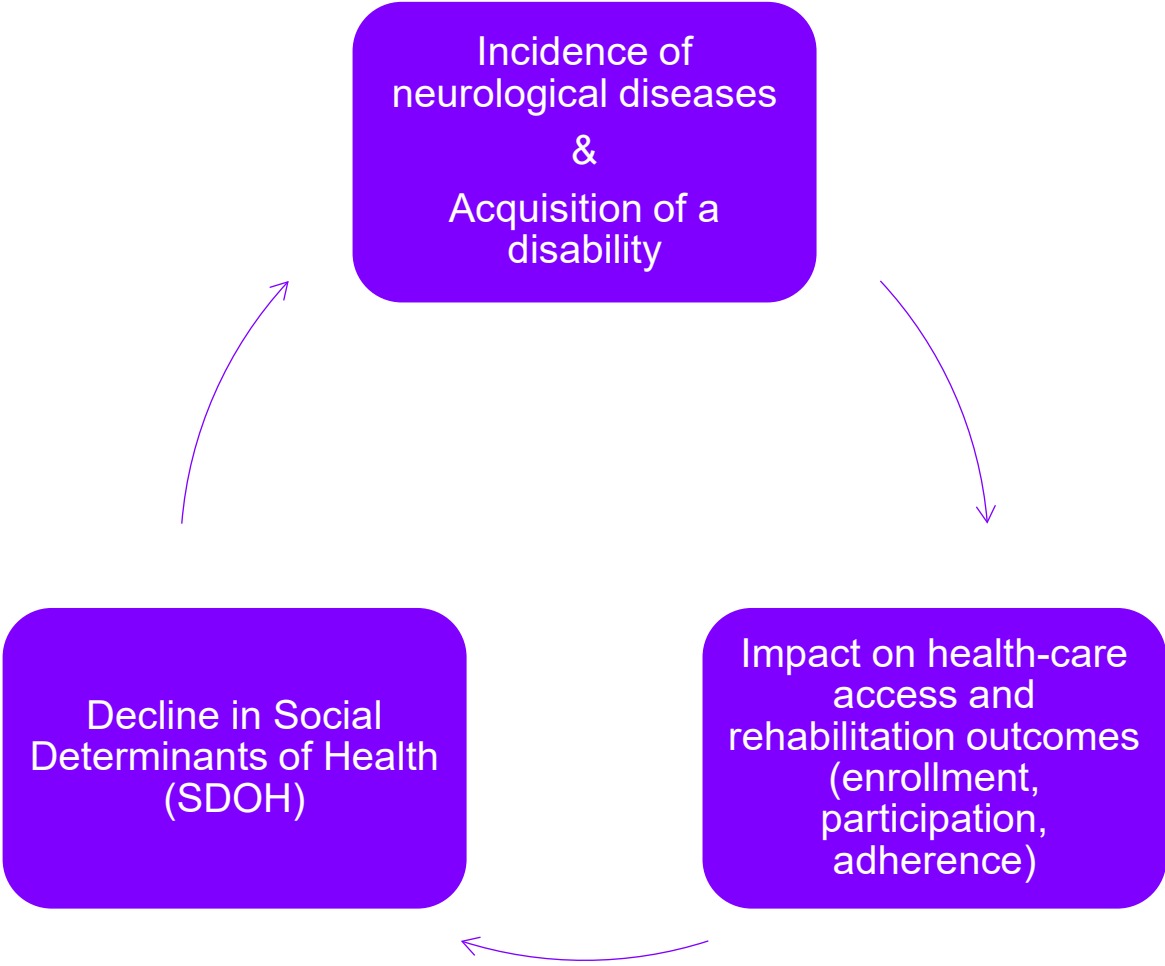 Incidence of
neurological diseases
&
Acquisition of a
disability
Impact on health-care
access and
rehabilitation outcomes
(enrollment,
participation,
adherence)
Decline in Social
Determinants of Health
(SDOH)